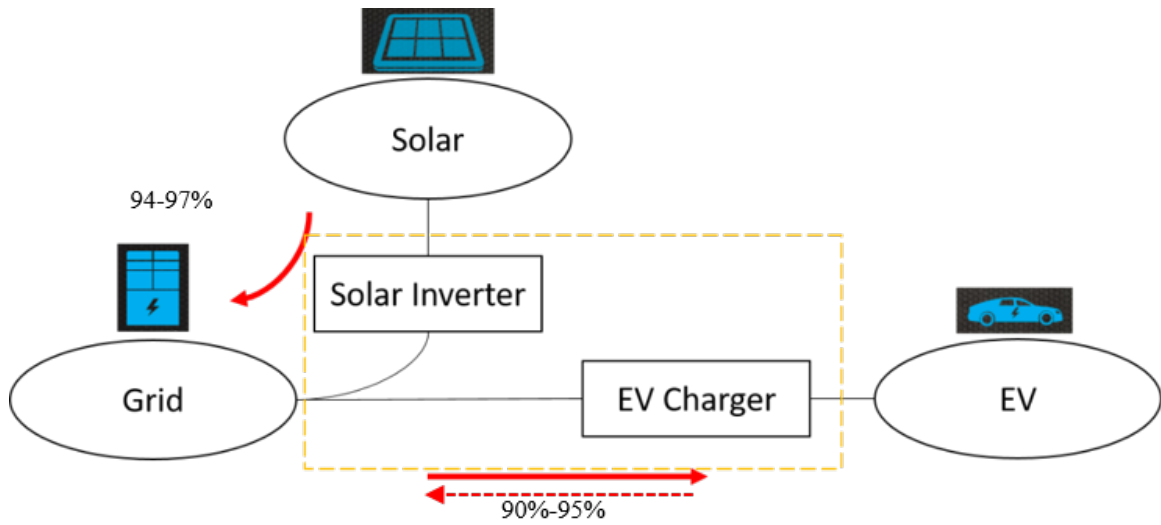 Solar
94-97%
Solar Inverter
Grid
EV Charger
EV
90%-95%